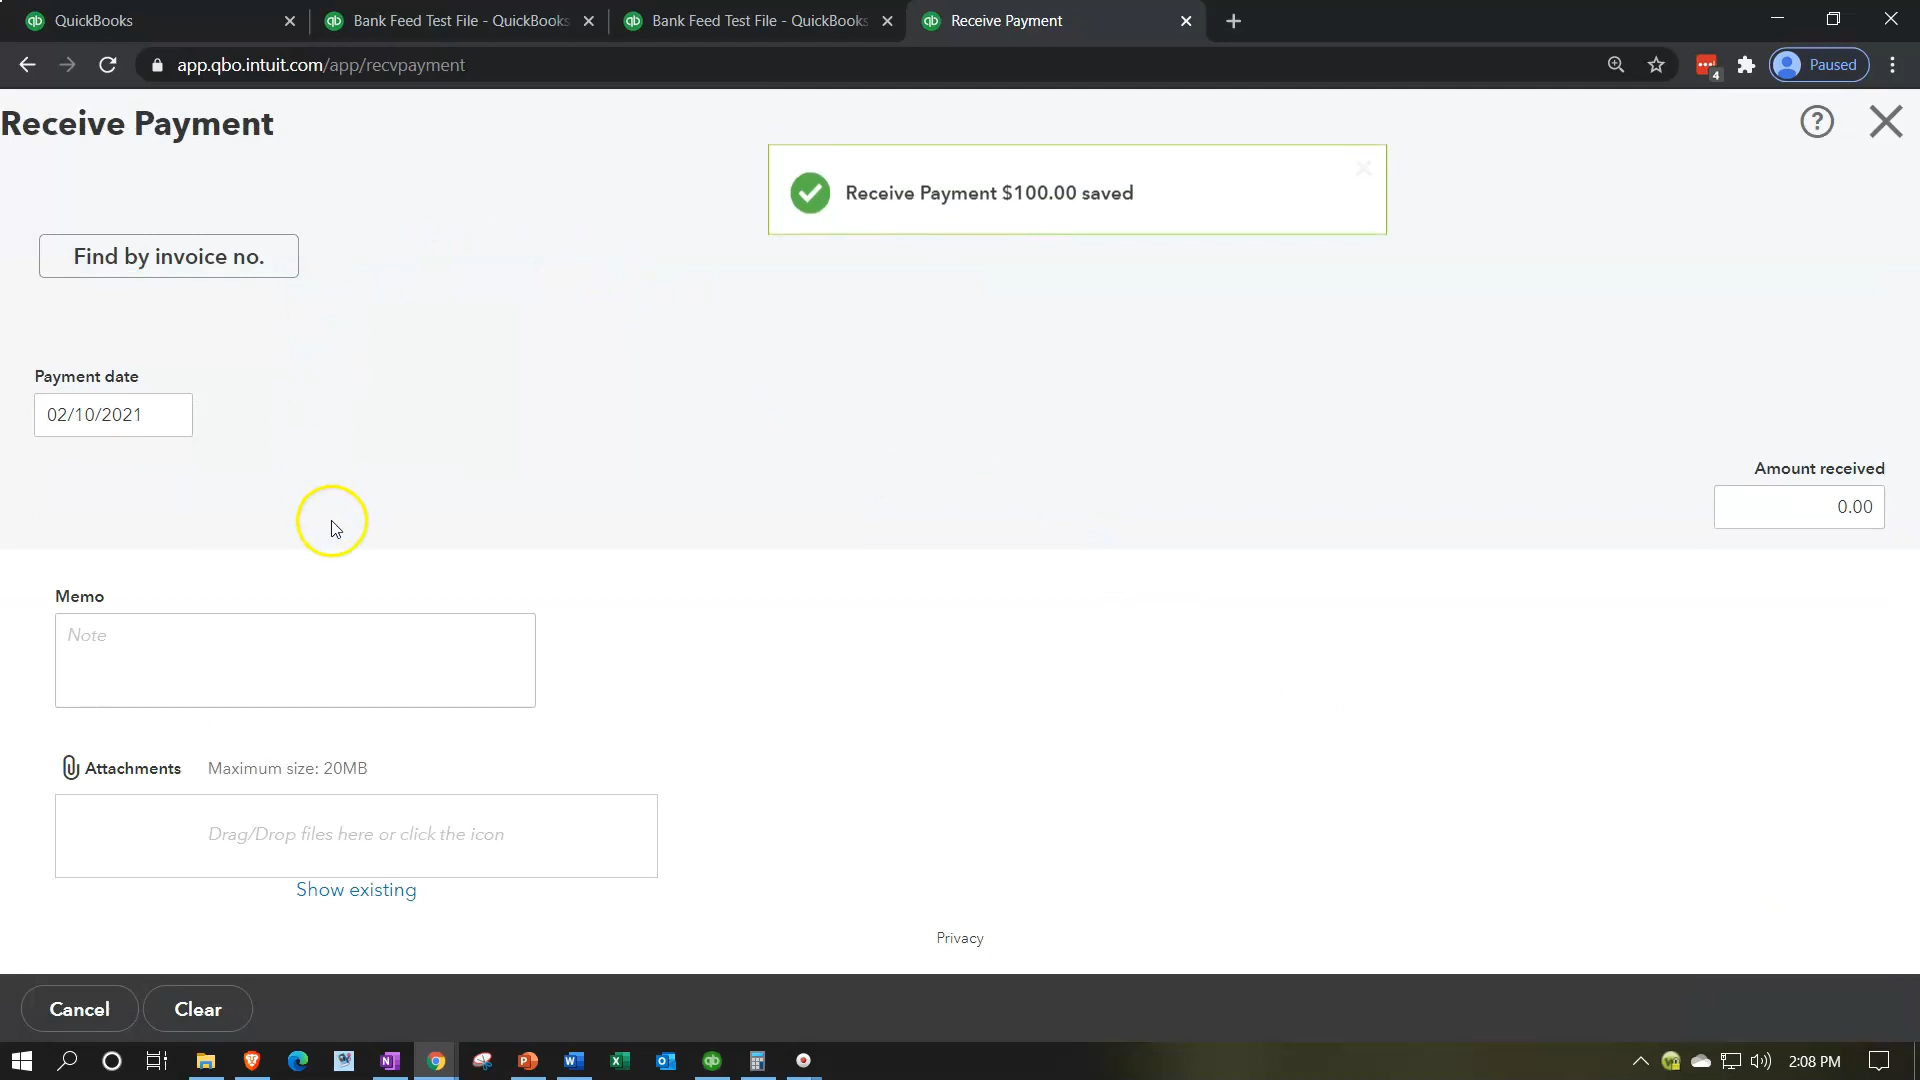 QuickBooks
Bank Feed Test File - QuickBooks
Bank Feed Test File - QuickBooks
Receive Payment
app.qbo.intuit.com/app/recvpayment
4
Paused
Receive Payment
Receive Payment $100.00 saved
Find by invoice no.
Payment date
02/10/2021
Amount received
0.00
Memo
Note
Attachments Maximum size: 20MB
Drag/Drop files here or click the icon
Show existing
Privacy
Cancel
Clear
2:08 PM